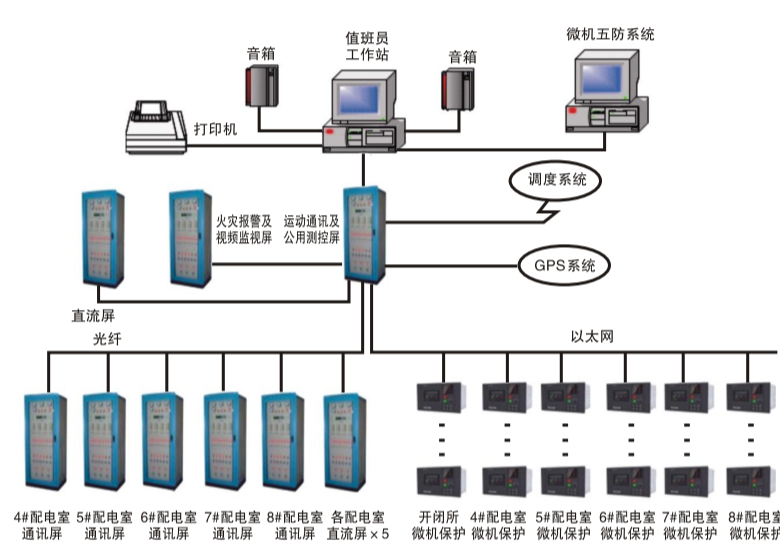 值班员
工作站
音箱
音箱
微机五防系统
打印机
调度系统
火灾报警及
视频监视屏
运动通讯及
公用测控屏
GPS系统
直流屏
光纤
以太网
4#配电室
通讯屏
5#配电室
通讯屏
6#配电室
通讯屏
7#配电室
通讯屏
8#配电室
通讯屏
各配电室
直流屏×5
开闭所
微机保护
4#配电室
微机保护
5#配电室
微机保护
6#配电室
微机保护
7#配电室
微机保护
8#配电室
微机保护